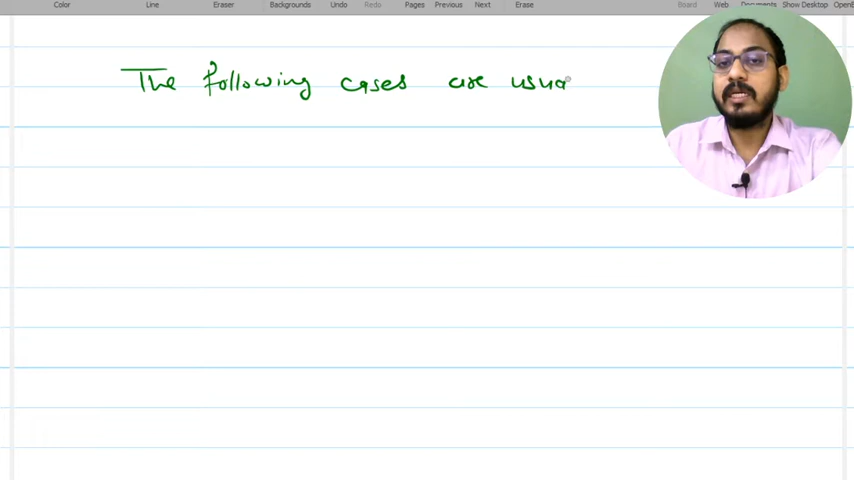 Color Line Eraser Backgrounds Undo Redo Pages Previous Next Erase Board Web Documents Show Desktop
The following cases are usua